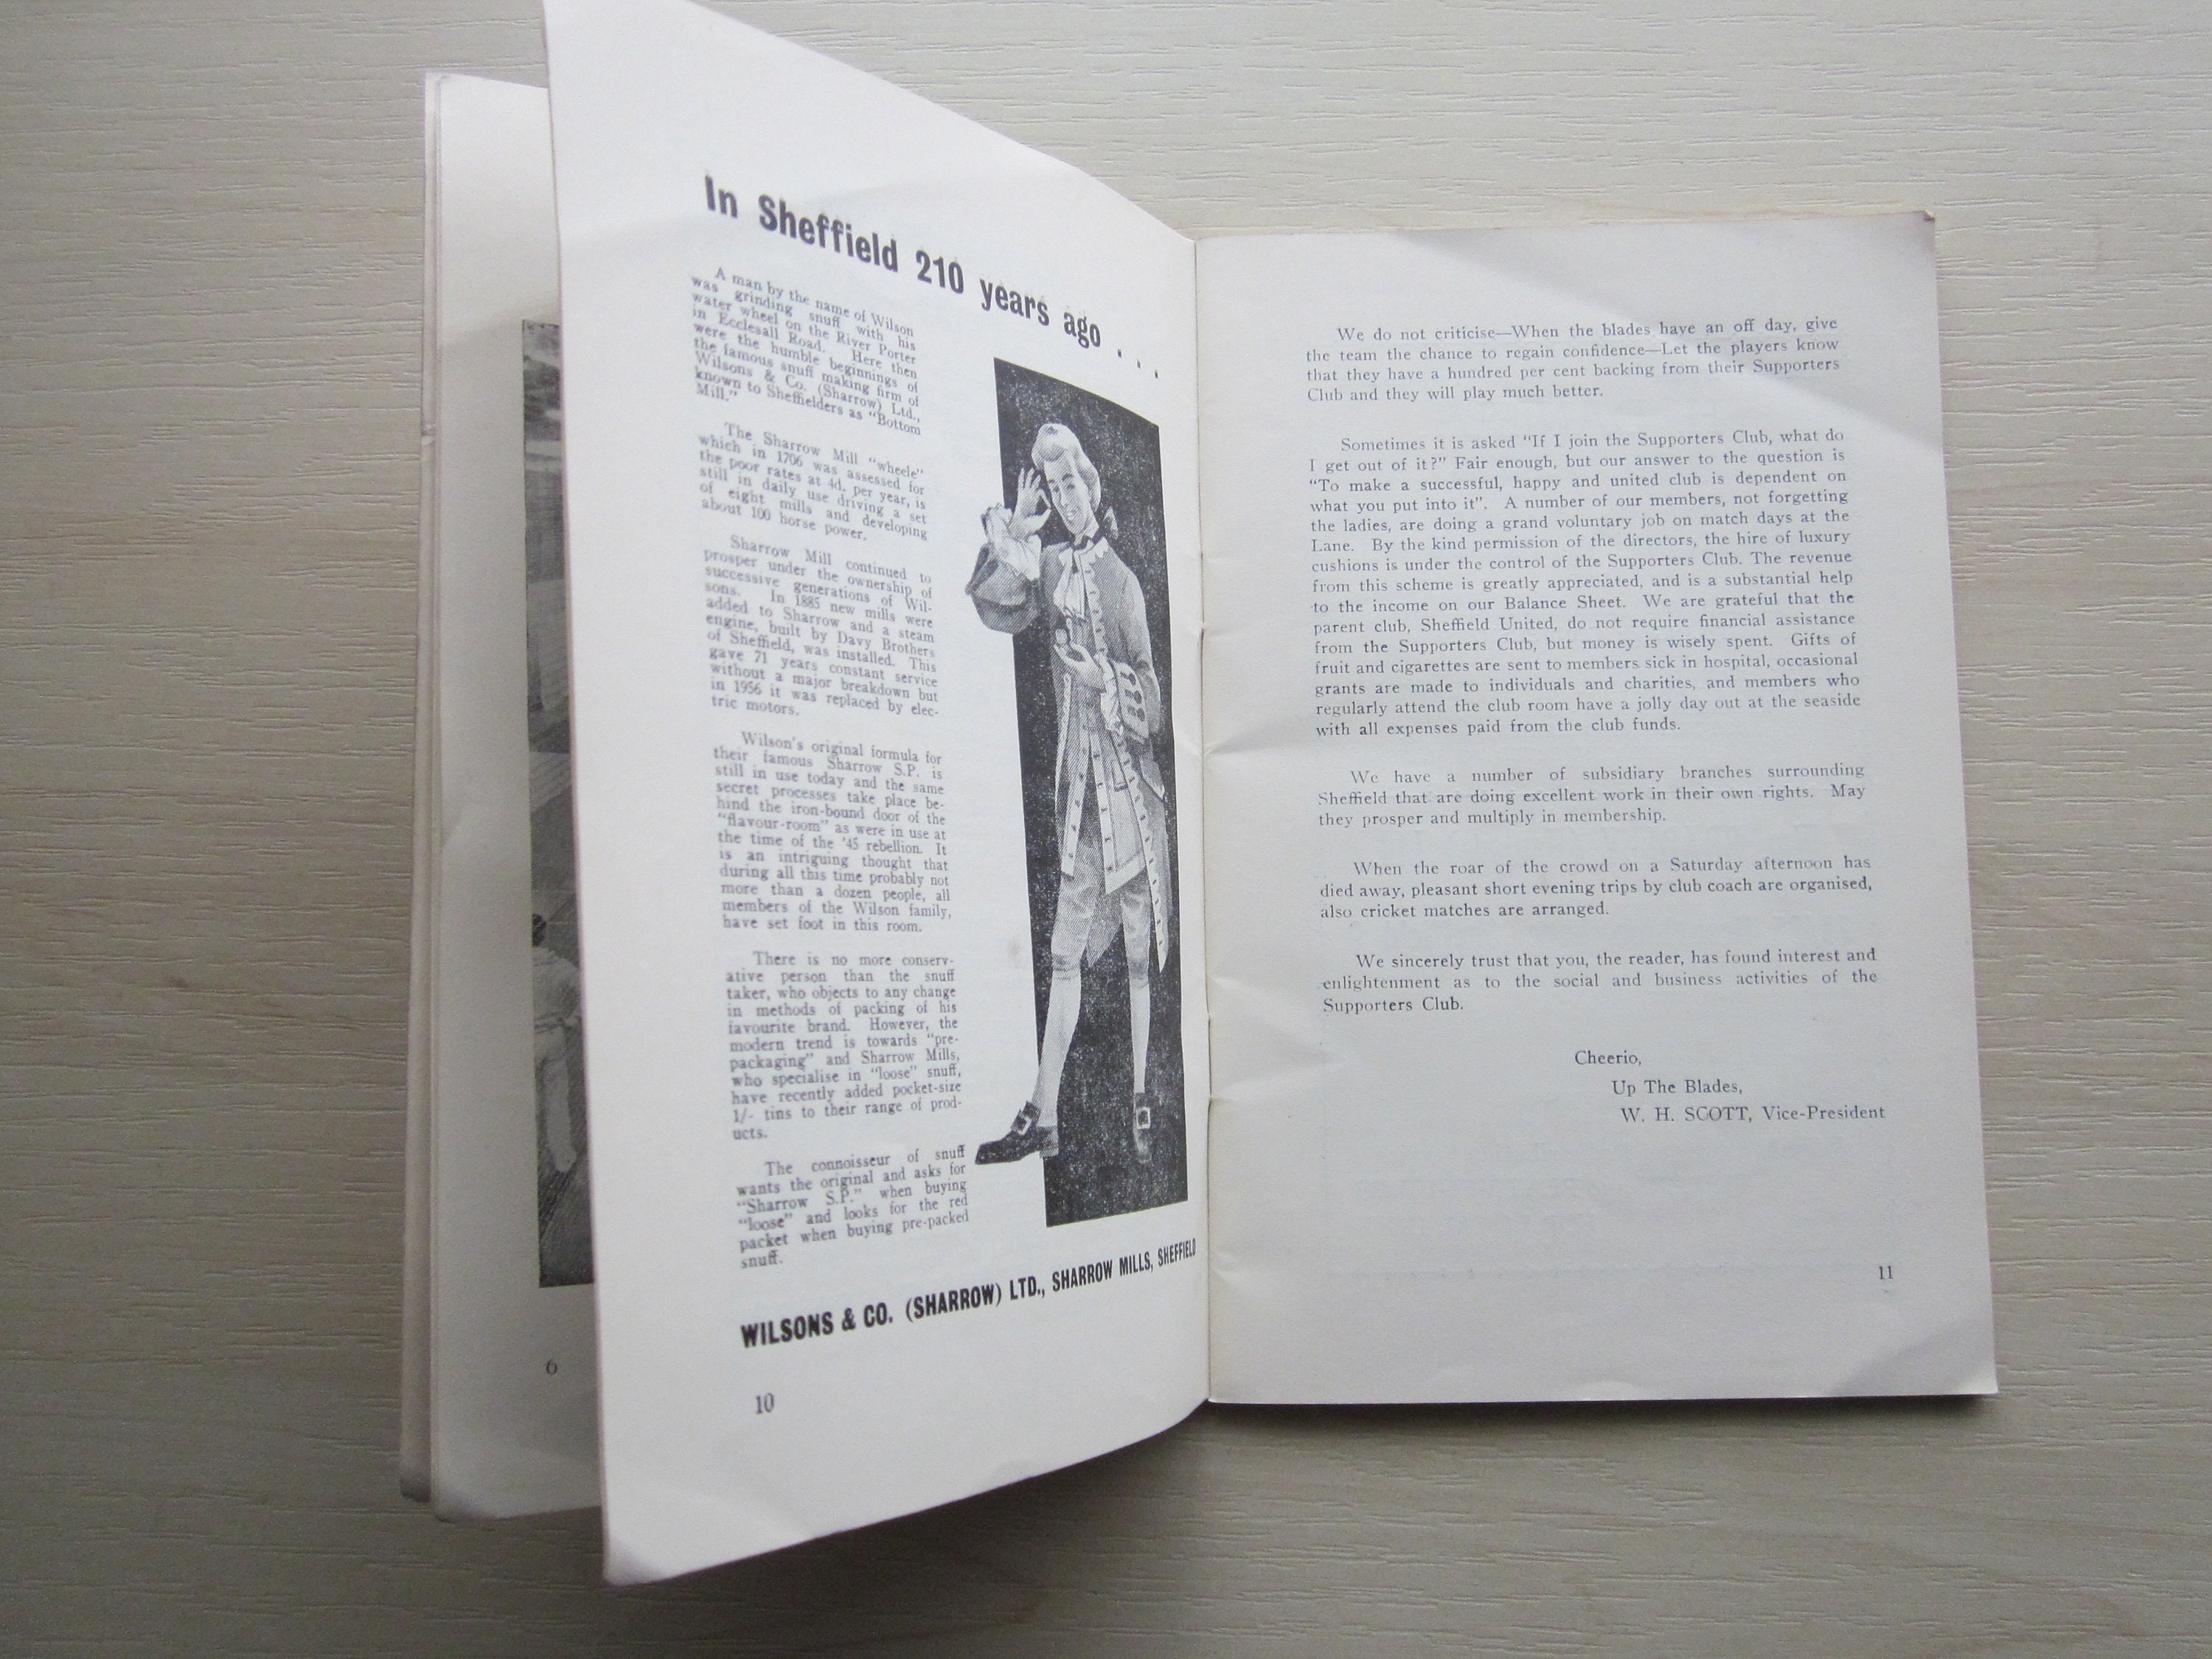 In Sheffield 210 years ago . . .
A man by the name of Wilson
was grinding snuff with his
water wheel on the River Porter
in Ecclesall Road. Here then
were the humble beginnings of
the famous snuff making firm of
Wilsons & Co. (Sharrow) Ltd.,
known to Sheffielders as "Bottom
Mill."
The Sharrow Mill "wheele"
which in 1706 was assessed for
the poor rates at 4d. per year, is
still in daily use driving a set
of eight mills and developing
about 100 horse power.
Sharrow Mill continued to
prosper under the ownership of
successive generations of Wil-
sons. In 1885 new mills were
added to Sharrow and a steam
engine, built by Davy Brothers
of Sheffield, was installed. This
gave 71 years constant service
without a major breakdown but
in 1956 it was replaced by elec-
tric motors.
Wilson's original formula for
their famous Sharrow S.P. is
still in use today and the same
secret processes take place be-
hind the iron-bound door of the
"flavour-room" as were in use at
the time of the '45 rebellion. It
is an intriguing thought that
during all this time probably not
more than a dozen people, all
members of the Wilson family,
have set foot in this room.
There is no more conserv-
ative person than the snuff
taker, who objects to any change
in methods of packing of his
favourite brand. However, the
modern trend is towards "pre-
packaging" and Sharrow Mills,
who specialise in "loose" snuff,
have recently added pocket-size
1/- tins to their range of prod-
ucts.
The connoisseur of snuff
wants the original and asks for
"Sharrow S.P." when buying
"loose" and looks for the red
packet when buying pre-packed
snuff.
WILSONS & CO. (SHARROW) LTD., SHARROW MILLS, SHEFFIELD
6
10
We do not criticise—When the blades have an off day, give
the team the chance to regain confidence—Let the players know
that they have a hundred per cent backing from their Supporters
Club and they will play much better.
Sometimes it is asked "If I join the Supporters Club, what do
I get out of it?" Fair enough, but our answer to the question is
"To make a successful, happy and united club is dependent on
what you put into it". A number of our members, not forgetting
the ladies, are doing a grand voluntary job on match days at the
Lane. By the kind permission of the directors, the hire of luxury
cushions is under the control of the Supporters Club. The revenue
from this scheme is greatly appreciated, and is a substantial help
to the income on our Balance Sheet. We are grateful that the
parent club, Sheffield United, do not require financial assistance
from the Supporters Club, but money is wisely spent. Gifts of
fruit and cigarettes are sent to members sick in hospital, occasional
grants are made to individuals and charities, and members who
regularly attend the club room have a jolly day out at the seaside
with all expenses paid from the club funds.
We have a number of subsidiary branches surrounding
Sheffield that are doing excellent work in their own rights. May
they prosper and multiply in membership.
When the roar of the crowd on a Saturday afternoon has
died away, pleasant short evening trips by club coach are organised,
also cricket matches are arranged.
We sincerely trust that you, the reader, has found interest and
enlightenment as to the social and business activities of the
Supporters Club.
Cheerio,
Up The Blades,
W. H. SCOTT, Vice-President
11